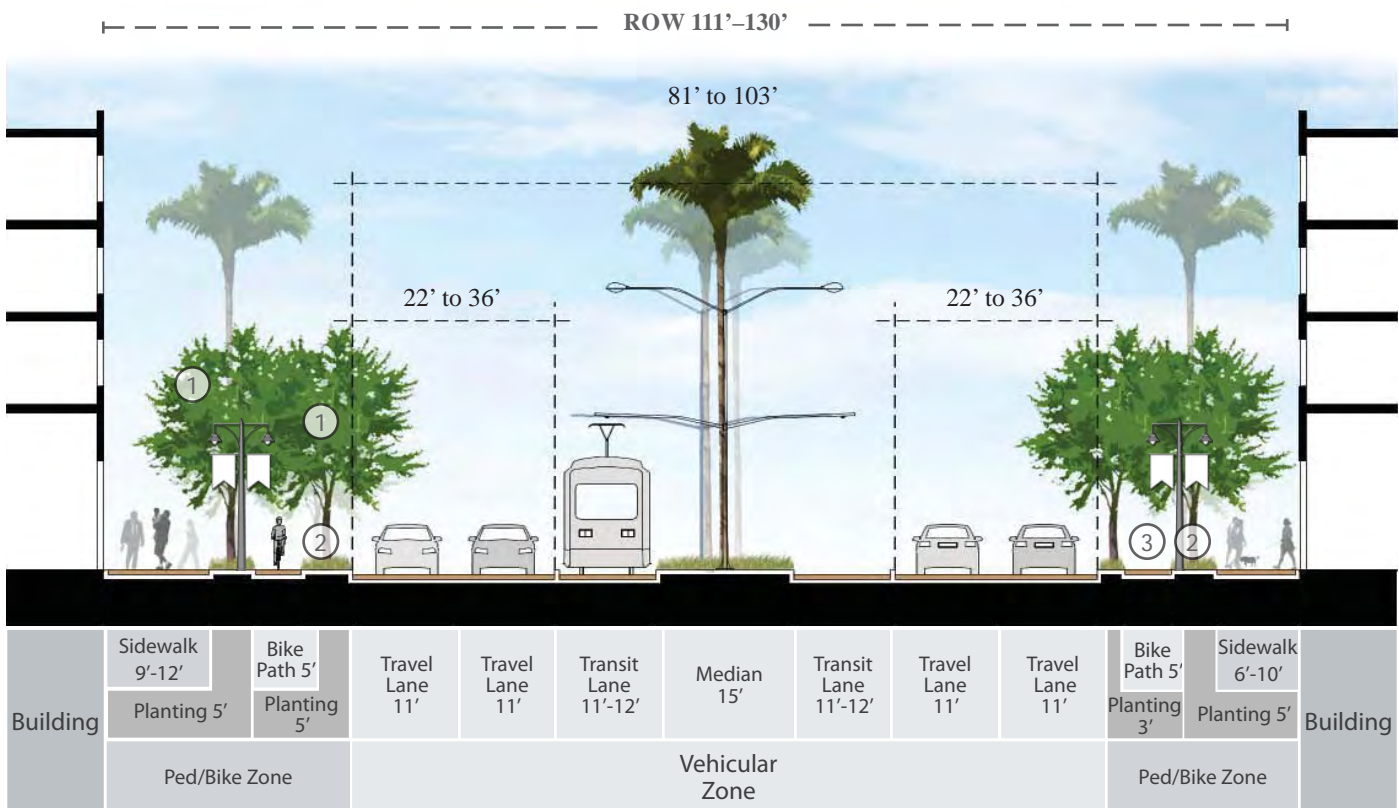 ROW 111’–130’
81’ to 103’
22’ to 36’
22’ to 36’
1
1
2
3
2
Building
Sidewalk
9’-12’
Planting 5’
Bike
Path 5’
Planting
5’
Travel
Lane
11’
Travel
Lane
11’
Transit
Lane
11’-12’
Median
15’
Transit
Lane
11’-12’
Travel
Lane
11’
Travel
Lane
11’
Bike
Path 5’
Planting
3’
Sidewalk
6’-10’
Planting 5’
Building
Ped/Bike Zone
Vehicular
Zone
Ped/Bike Zone